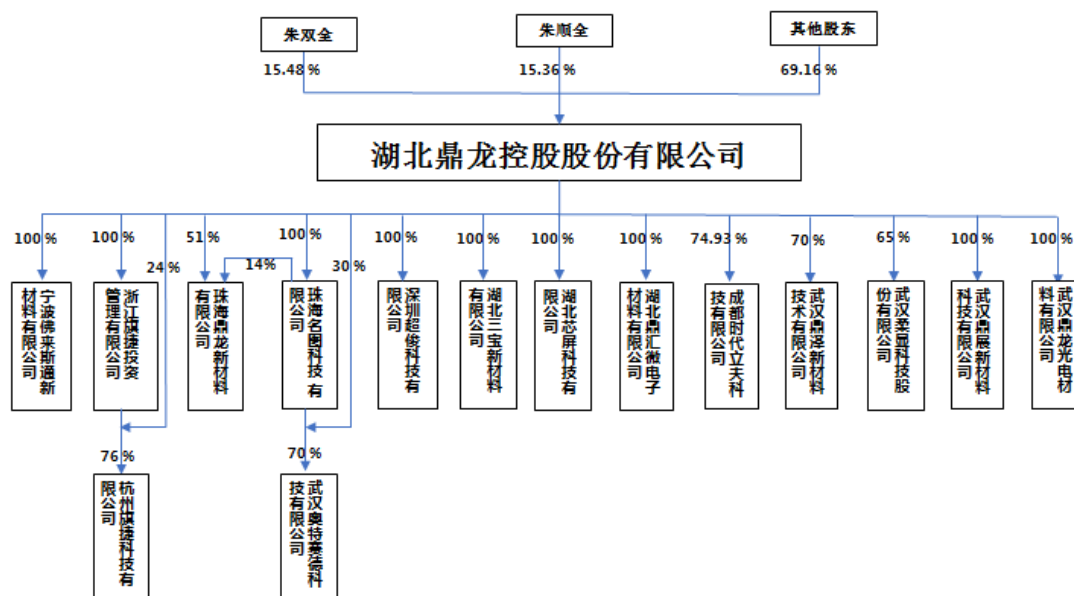 朱双全
朱顺全
其他股东
15.48 %
15.36 %
69.16 %
湖北鼎龙控股股份有限公司
100 %
100 %
51 %
100 %
100 %
100 %
100 %
100 %
74.93 %
70 %
65 %
100 %
100 %
24 %
14%
30 %
宁波佛来斯通新
材料有限公司
浙江旗捷投资
管理有限公司
珠海鼎龙新材料
有限公司
珠海名图科技 有
限公司
深圳超俊科技有
限公司
湖北三宝新材料
有限公司
湖北芯屏科技有
限公司
湖北鼎汇微电子
材料有限公司
成都时代立夫科
技有限公司
武汉鼎泽新材料
技术有限公司
武汉柔显科技股
份有限公司
武汉鼎展新材料
科技有限公司
武汉鼎龙光电材
料有限公司
76 %
70 %
杭州旗捷科技有
限公司
武汉奥特赛德科
技有限公司